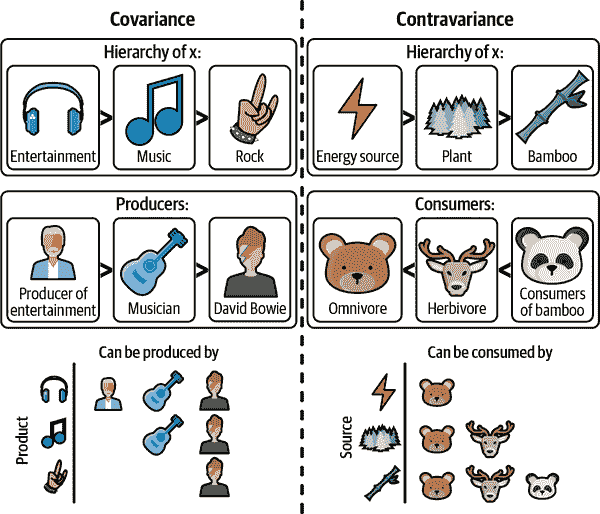 Covariance
Hierarchy of x:
Entertainment > Music > Rock
Producers:
Producer of
entertainment > Musician > David Bowie
Can be produced by
Product
Contravariance
Hierarchy of x:
Energy source > Plant > Bamboo
Consumers:
Omnivore < Herbivore < Consumers
of bamboo
Can be consumed by
Source